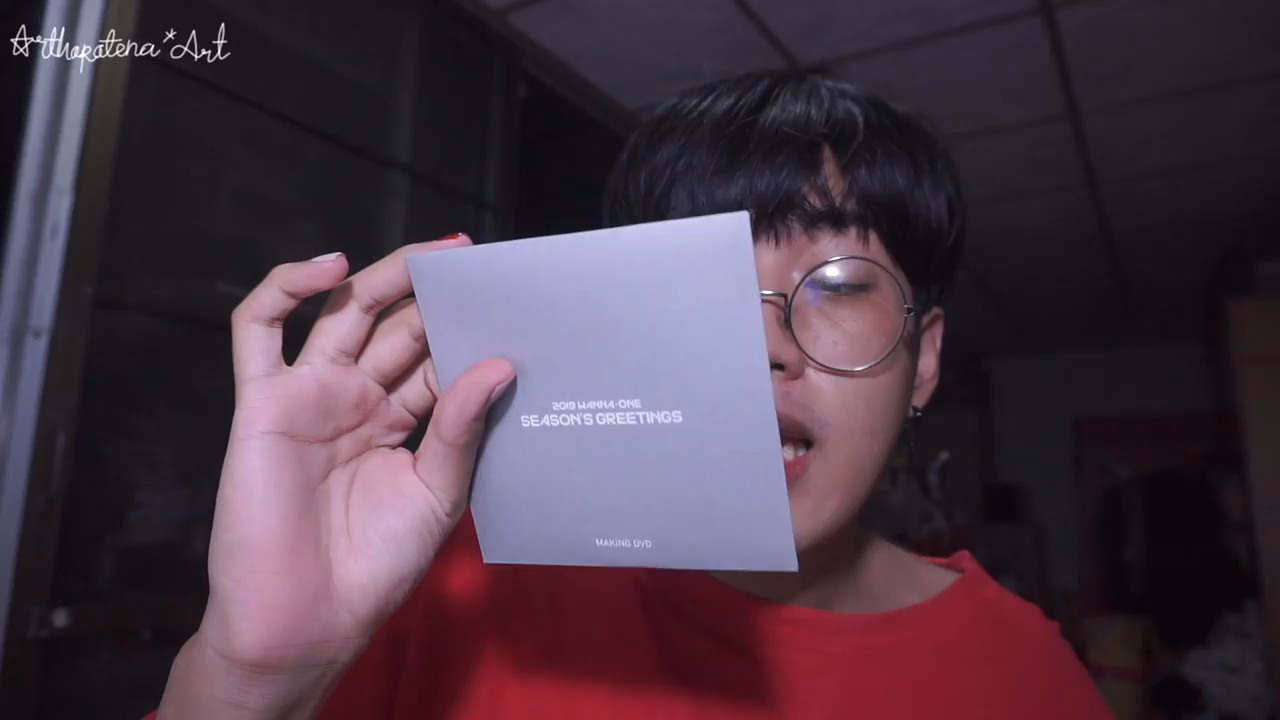 Arthapatena*Art
2019 WANNA·ONE
SEASON'S GREETINGS
MAKING DVD